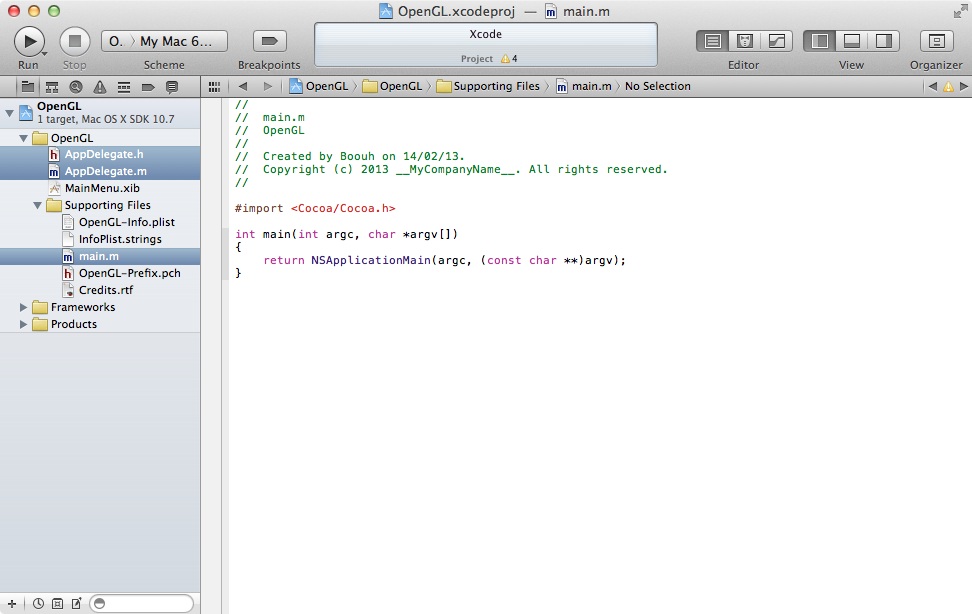 OpenGL.xcodeproj — main.m
Run Stop O. 〉 My Mac 6... Scheme Breakpoints
Xcode
Project 4
Editor View Organizer
OpenGL 〉 OpenGL 〉 Supporting Files 〉 main.m 〉 No Selection
OpenGL
1 target, Mac OS X SDK 10.7
OpenGL
AppDelegate.h
AppDelegate.m
MainMenu.xib
Supporting Files
OpenGL-Info.plist
InfoPlist.strings
main.m
OpenGL-Prefix.pch
Credits.rtf
Frameworks
Products
//
//  main.m
//  OpenGL
//
//  Created by Boouh on 14/02/13.
//  Copyright (c) 2013 __MyCompanyName__. All rights reserved.
//
#import <Cocoa/Cocoa.h>
int main(int argc, char *argv[])
{
    return NSApplicationMain(argc, (const char **)argv);
}